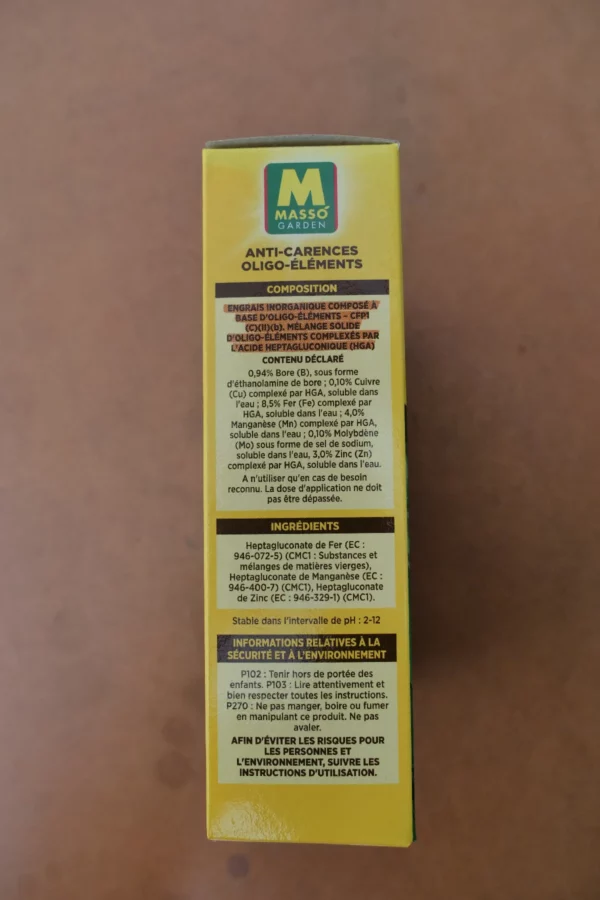 M
MASSÓ
GARDEN
ANTI-CARENCES
OLIGO-ÉLÉMENTS
COMPOSITION
ENGRAIS INORGANIQUE COMPOSÉ À
BASE D'OLIGO-ÉLÉMENTS – CFP1
(C)(II)(b). MÉLANGE SOLIDE
D'OLIGO-ÉLÉMENTS COMPLEXÉS PAR
L'ACIDE HEPTAGLUCONIQUE (HGA)
CONTENU DÉCLARÉ
0,94% Bore (B), sous forme
d'éthanolamine de bore ; 0,10% Cuivre
(Cu) complexé par HGA, soluble dans
l'eau ; 8,5% Fer (Fe) complexé par
HGA, soluble dans l'eau ; 4,0%
Manganèse (Mn) complexé par HGA,
soluble dans l'eau ; 0,10% Molybdène
(Mo) sous forme de sel de sodium,
soluble dans l'eau, 3,0% Zinc (Zn)
complexé par HGA, soluble dans l'eau.
A n'utiliser qu'en cas de besoin
reconnu. La dose d'application ne doit
pas être dépassée.
INGRÉDIENTS
Heptagluconate de Fer (EC :
946-072-5) (CMC1 : Substances et
mélanges de matières vierges),
Heptagluconate de Manganèse (EC :
946-400-7) (CMC1), Heptagluconate
de Zinc (EC : 946-329-1) (CMC1).
Stable dans l'intervalle de pH : 2-12
INFORMATIONS RELATIVES À LA
SÉCURITÉ ET À L'ENVIRONNEMENT
P102 : Tenir hors de portée des
enfants. P103 : Lire attentivement et
bien respecter toutes les instructions.
P270 : Ne pas manger, boire ou fumer
en manipulant ce produit. Ne pas
avaler.
AFIN D'ÉVITER LES RISQUES POUR
LES PERSONNES ET
L'ENVIRONNEMENT, SUIVRE LES
INSTRUCTIONS D'UTILISATION.